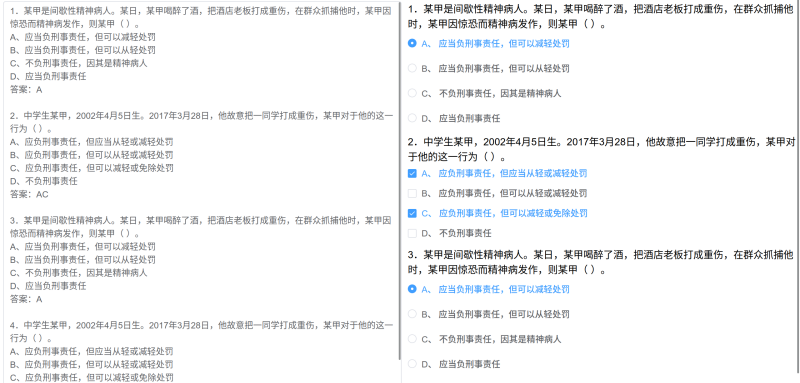 1、某甲是间歇性精神病人。某日，某甲喝醉了酒，把酒店老板打成重伤，在群众抓捕他时，某甲因
惊恐而精神病发作，则某甲（ ）。
A、应当负刑事责任，但可以减轻处罚
B、应当负刑事责任，但可以从轻处罚
C、不负刑事责任，因其是精神病人
D、应当负刑事责任
答案：A
2、中学生某甲，2002年4月5日生。2017年3月28日，他故意把一同学打成重伤，某甲对于他的这一
行为（ ）。
A、应负刑事责任，但应当从轻或减轻处罚
B、应负刑事责任，但可以从轻或减轻处罚
C、应负刑事责任，但可以减轻或免除处罚
D、不负刑事责任
答案：AC
3、某甲是间歇性精神病人。某日，某甲喝醉了酒，把酒店老板打成重伤，在群众抓捕他时，某甲因
惊恐而精神病发作，则某甲（ ）。
A、应当负刑事责任，但可以减轻处罚
B、应当负刑事责任，但可以从轻处罚
C、不负刑事责任，因其是精神病人
D、应当负刑事责任
答案：A
4、中学生某甲，2002年4月5日生。2017年3月28日，他故意把一同学打成重伤，某甲对于他的这一
行为（ ）。
A、应负刑事责任，但应当从轻或减轻处罚
B、应负刑事责任，但可以从轻或减轻处罚
C、应负刑事责任，但可以减轻或免除处罚
1、某甲是间歇性精神病人。某日，某甲喝醉了酒，把酒店老板打成重伤，在群众抓捕他
时，某甲因惊恐而精神病发作，则某甲（ ）。
A、 应当负刑事责任，但可以减轻处罚
B、 应当负刑事责任，但可以从轻处罚
C、 不负刑事责任，因其是精神病人
D、 应当负刑事责任
2、中学生某甲，2002年4月5日生。2017年3月28日，他故意把一同学打成重伤，某甲对
于他的这一行为（ ）。
A、 应负刑事责任，但应当从轻或减轻处罚
B、 应负刑事责任，但可以从轻或减轻处罚
C、 应负刑事责任，但可以减轻或免除处罚
D、 不负刑事责任
3、某甲是间歇性精神病人。某日，某甲喝醉了酒，把酒店老板打成重伤，在群众抓捕他
时，某甲因惊恐而精神病发作，则某甲（ ）。
A、 应当负刑事责任，但可以减轻处罚
B、 应当负刑事责任，但可以从轻处罚
C、 不负刑事责任，因其是精神病人
D、 应当负刑事责任